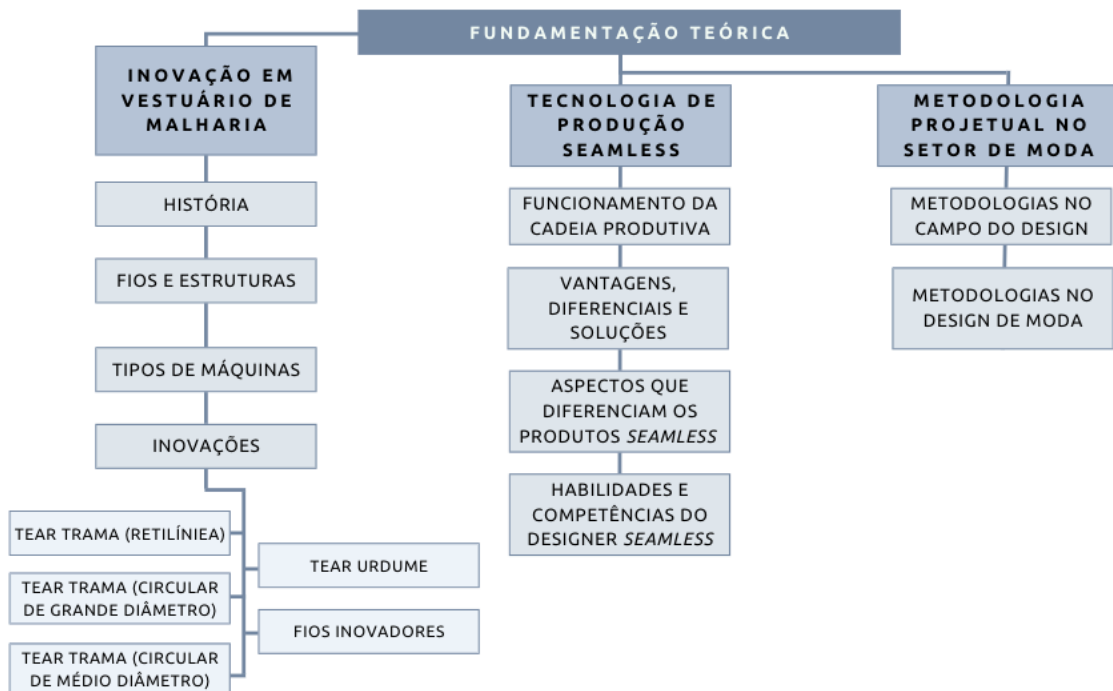 FUNDAMENTAÇÃO TEÓRICA
INOVAÇÃO EM
VESTUÁRIO DE
MALHARIA
HISTÓRIA
FIOS E ESTRUTURAS
TIPOS DE MÁQUINAS
INOVAÇÕES
TEAR TRAMA (RETILÍNIEA)
TEAR TRAMA (CIRCULAR
DE GRANDE DIÂMETRO)
TEAR TRAMA (CIRCULAR
DE MÉDIO DIÂMETRO)
TEAR URDUME
FIOS INOVADORES
TECNOLOGIA DE
PRODUÇÃO
SEAMLESS
FUNCIONAMENTO DA
CADEIA PRODUTIVA
VANTAGENS,
DIFERENCIAIS E
SOLUÇÕES
ASPECTOS QUE
DIFERENCIAM OS
PRODUTOS SEAMLESS
HABILIDADES E
COMPETÊNCIAS DO
DESIGNER SEAMLESS
METODOLOGIA
PROJETUAL NO
SETOR DE MODA
METODOLOGIAS NO
CAMPO DO DESIGN
METODOLOGIAS NO
DESIGN DE MODA